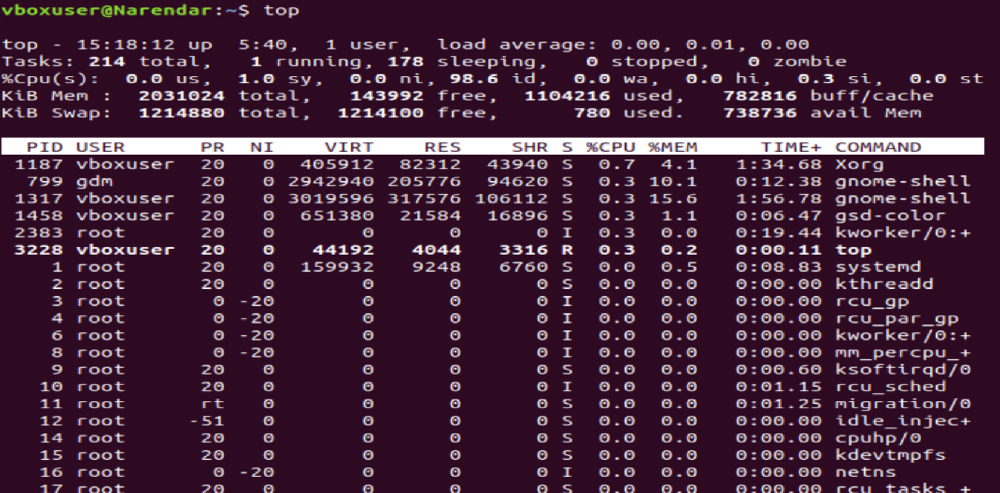 vboxuser@Narendar:~$ top
top - 15:18:12 up  5:40,  1 user,  load average: 0.00, 0.01, 0.00
Tasks: 214 total,   1 running, 178 sleeping,   0 stopped,   0 zombie
%Cpu(s):  0.0 us,  1.0 sy,  0.0 ni, 98.6 id,  0.0 wa,  0.0 hi,  0.3 si,  0.0 st
KiB Mem :  2031024 total,   143992 free,  1104216 used,   782816 buff/cache
KiB Swap:  1214880 total,  1214100 free,      780 used.   738736 avail Mem
  PID USER      PR  NI    VIRT    RES    SHR S %CPU %MEM     TIME+ COMMAND
 1187 vboxuser  20   0  405912  82312  43940 S  0.7  4.1   1:34.68 Xorg
  799 gdm       20   0 2942940 205776  94620 S  0.3 10.1   0:12.38 gnome-shell
 1317 vboxuser  20   0 3019596 317576 106112 S  0.3 15.6   1:56.78 gnome-shell
 1458 vboxuser  20   0  651380  21584  16896 S  0.3  1.1   0:06.47 gsd-color
 2383 root      20   0       0      0      0 I  0.3  0.0   0:19.44 kworker/0:+
 3228 vboxuser  20   0   44192   4044   3316 R  0.3  0.2   0:00.11 top
    1 root      20   0  159932   9248   6760 S  0.0  0.5   0:08.83 systemd
    2 root      20   0       0      0      0 S  0.0  0.0   0:00.00 kthreadd
    3 root       0 -20       0      0      0 I  0.0  0.0   0:00.00 rcu_gp
    4 root       0 -20       0      0      0 I  0.0  0.0   0:00.00 rcu_par_gp
    6 root       0 -20       0      0      0 I  0.0  0.0   0:00.00 kworker/0:+
    8 root       0 -20       0      0      0 I  0.0  0.0   0:00.00 mm_percpu_+
    9 root      20   0       0      0      0 S  0.0  0.0   0:00.60 ksoftirqd/0
   10 root      20   0       0      0      0 I  0.0  0.0   0:01.15 rcu_sched
   11 root      rt   0       0      0      0 S  0.0  0.0   0:01.25 migration/0
   12 root     -51   0       0      0      0 S  0.0  0.0   0:00.00 idle_injec+
   14 root      20   0       0      0      0 S  0.0  0.0   0:00.00 cpuhp/0
   15 root      20   0       0      0      0 S  0.0  0.0   0:00.00 kdevtmpfs
   16 root       0 -20       0      0      0 I  0.0  0.0   0:00.00 netns
   17 root      20   0       0      0      0 S  0.0  0.0   0:00.00 rcu_tasks_+